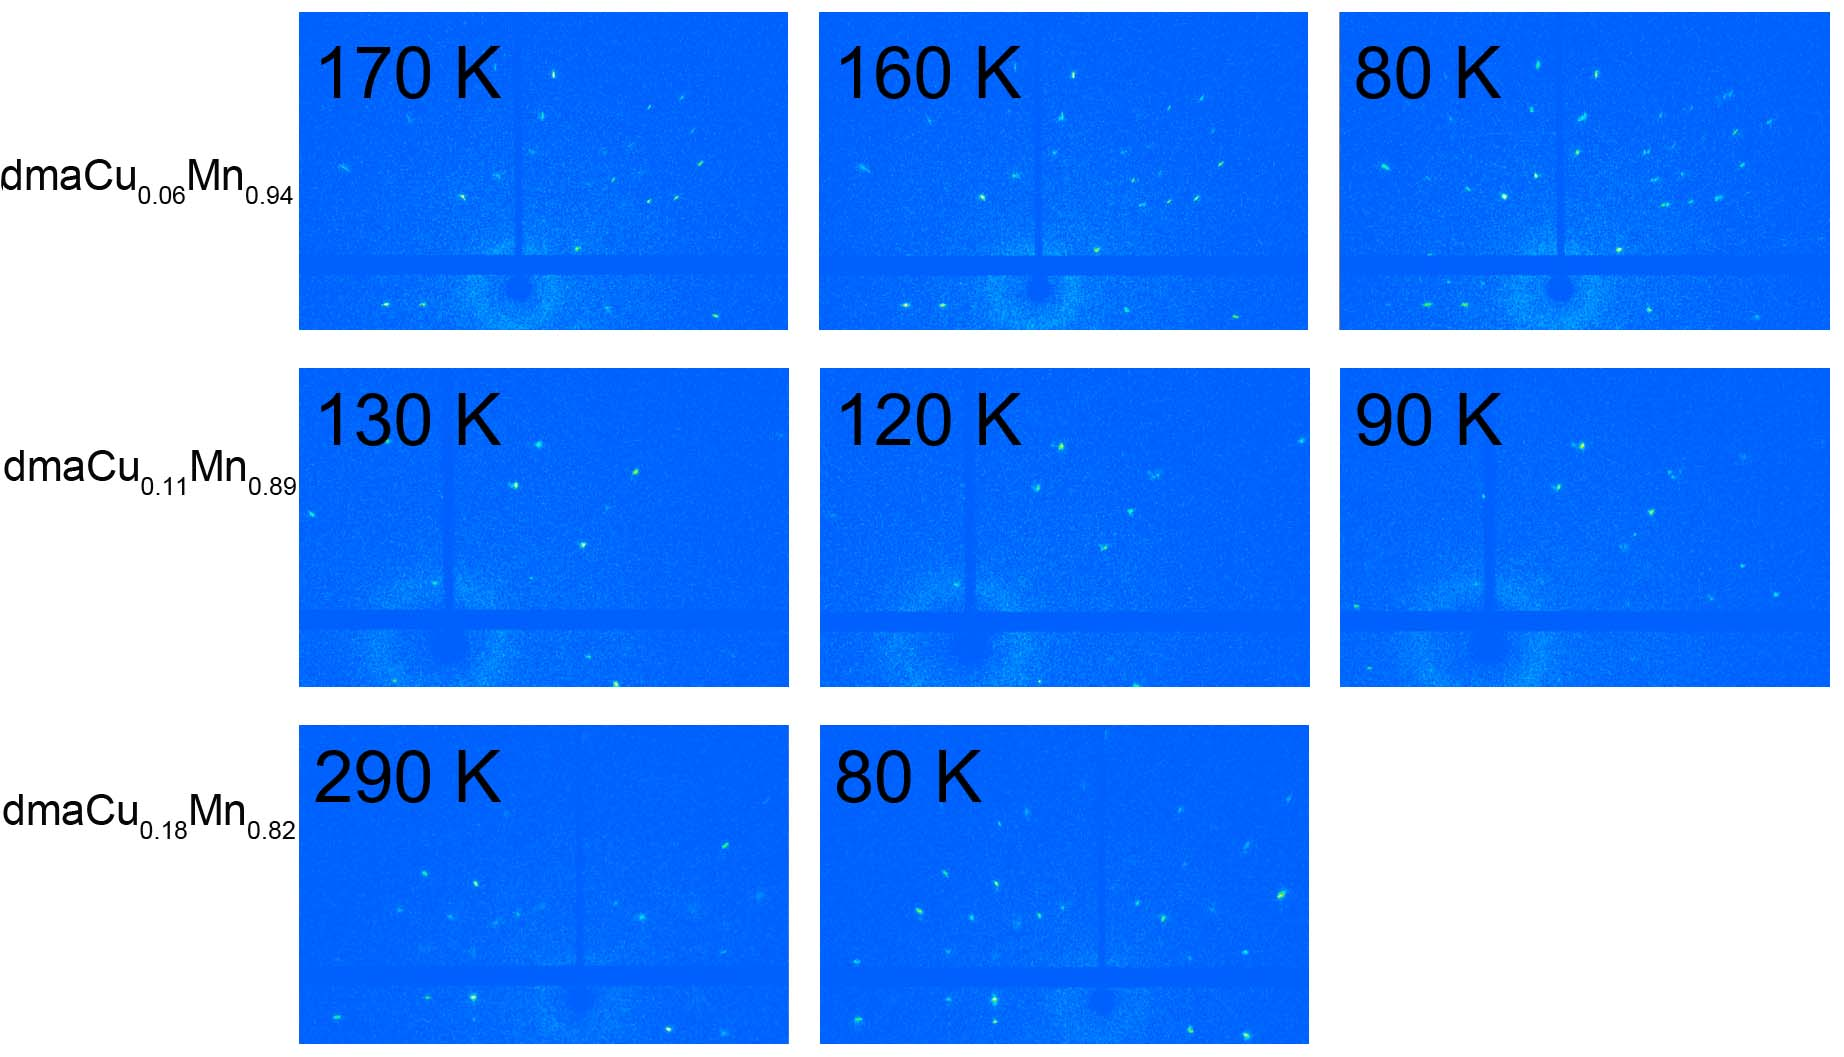 170 K
160 K
80 K
dmaCu0.06Mn0.94
130 K
120 K
90 K
dmaCu0.11Mn0.89
290 K
80 K
dmaCu0.18Mn0.82